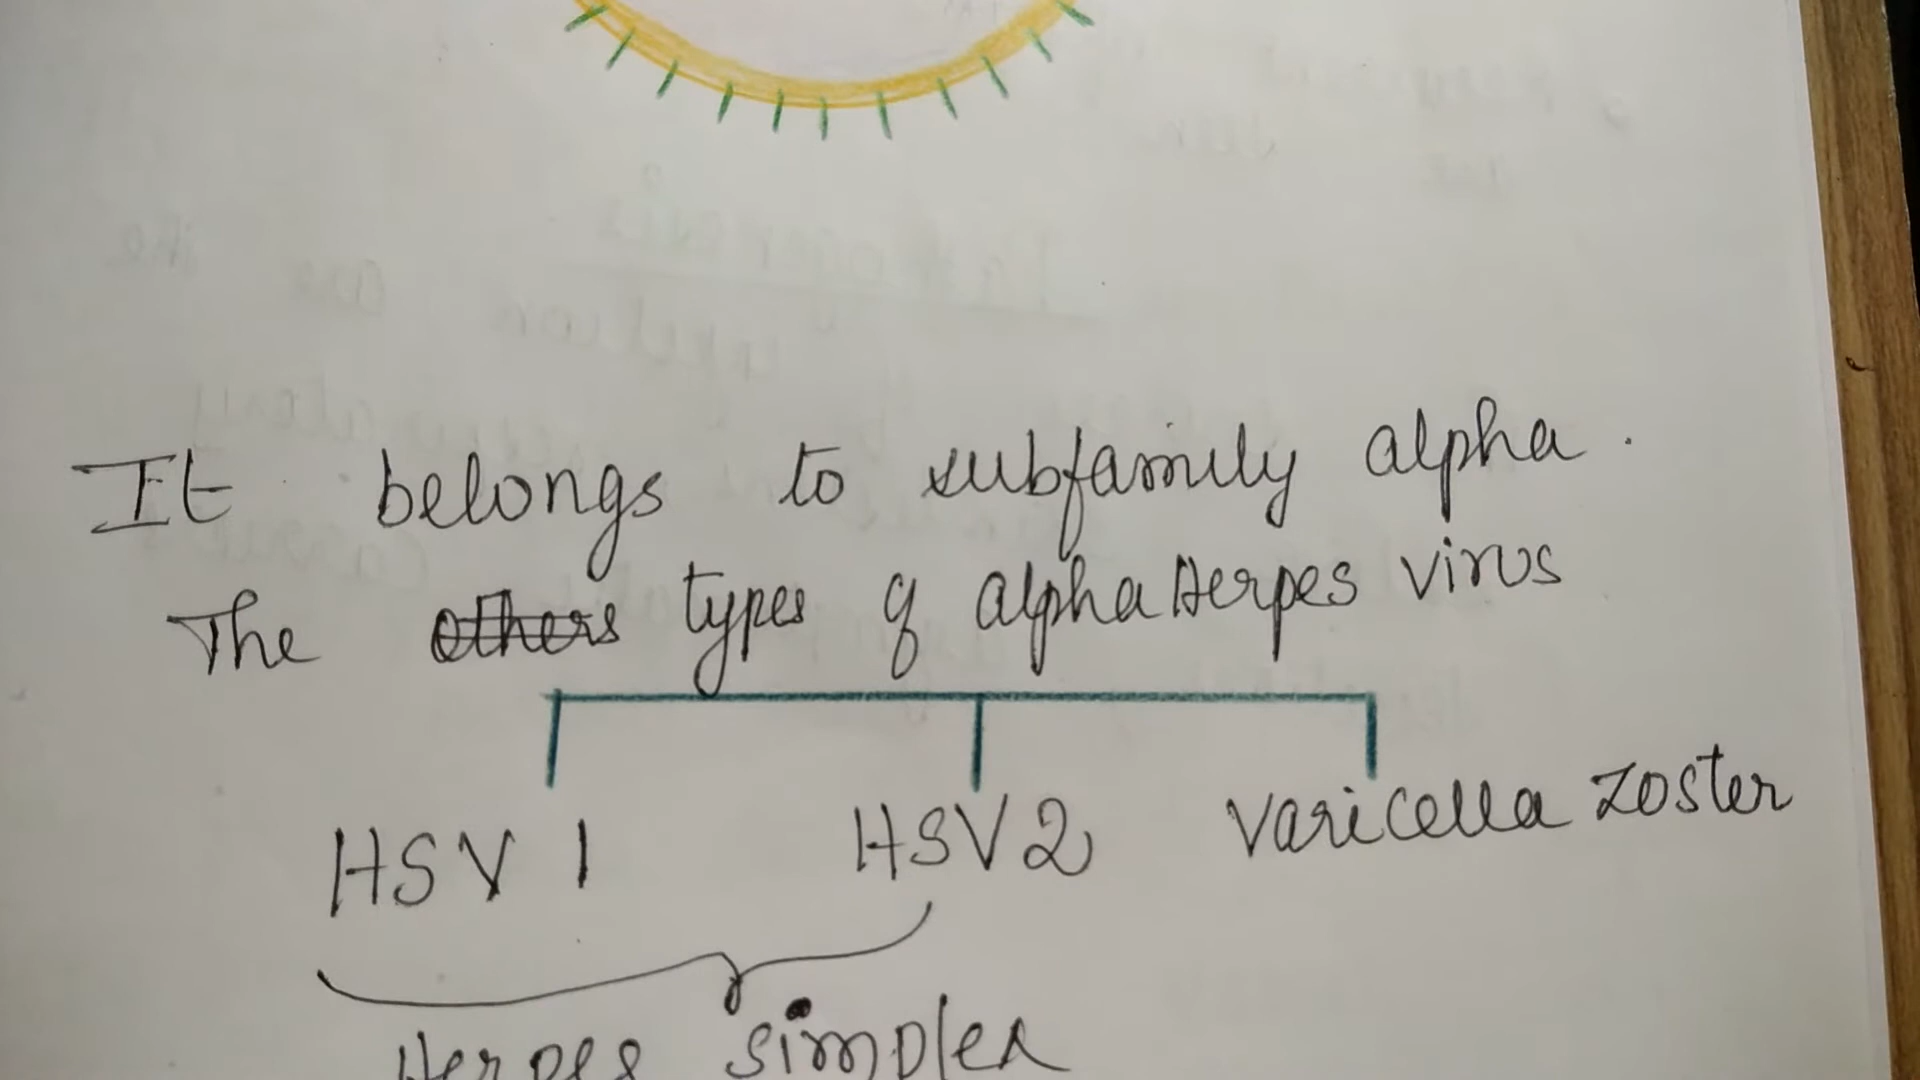 It belongs to subfamily alpha.
The others types of alpha Herpes virus
HSV 1 HSV 2 Varicella zoster
Herpes simplex